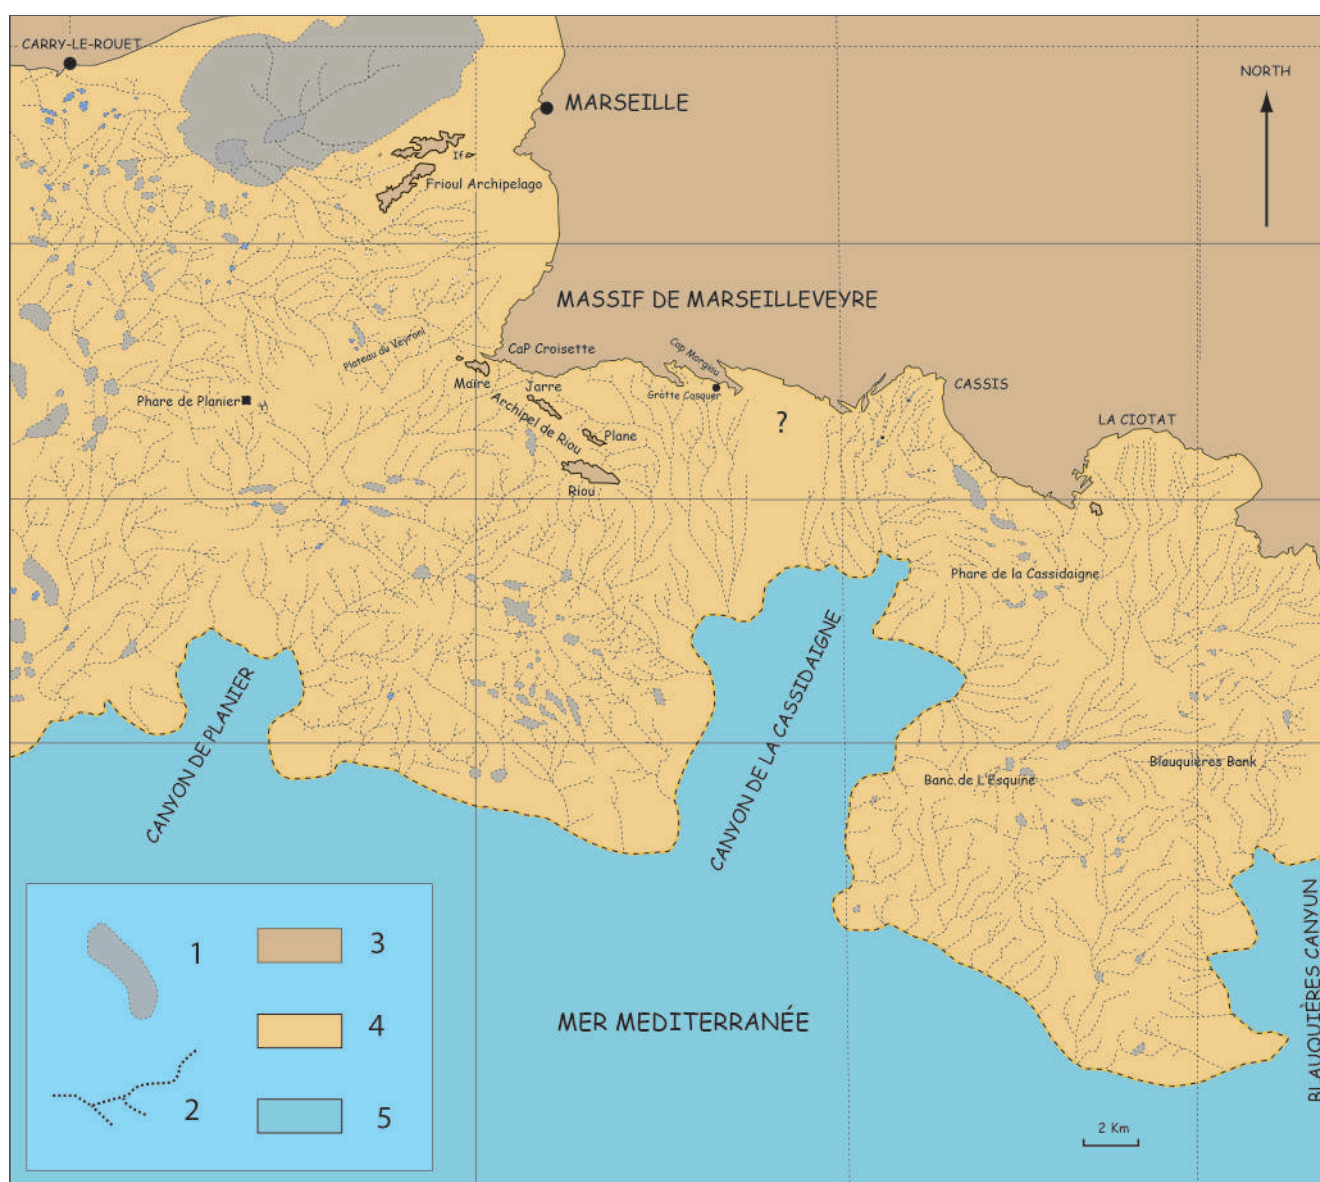 CARRY-LE-ROUET
NORTH
MARSEILLE
If
Frioul Archipelago
MASSIF DE MARSEILLEVEYRE
Plateau du Veyroni
CaP Croisette
Cap Morgiou
Maire
Jarre
Grotte Cosquer
CASSIS
Phare de Planier
Archipel de Riou
Plane
?
LA CIOTAT
Riou
Phare de la Cassidaigne
CANYON DE PLANIER
CANYON DE LA CASSIDAIGNE
Banc de L'Esquine
Blauquières Bank
BLAUQUIÈRES CANYUN
MER MEDITERRANÉE
1
3
4
2
5
2 Km